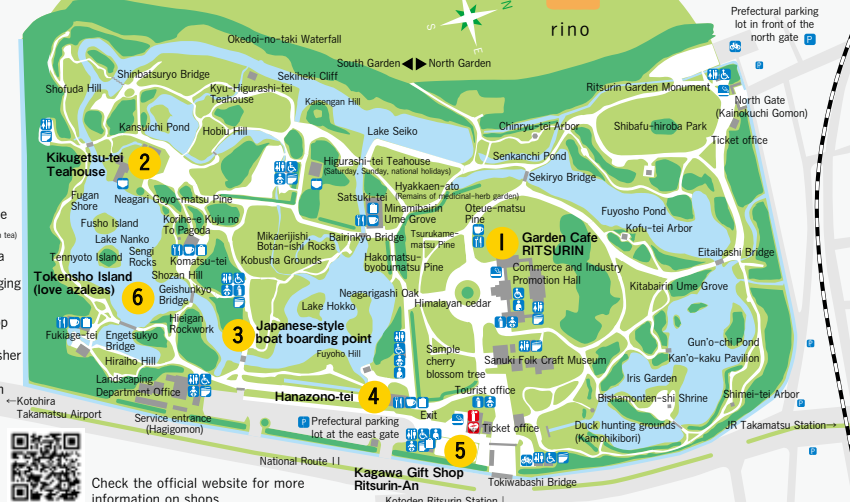 Prefectural parking
lot in front of the
north gate
P
P
rino
N
S
E
Okedoi-no-taki Waterfall
South Garden ◀▶ North Garden
Shinbatsuryo Bridge
Sekiheki Cliff
Shofuda Hill
Kyu-Higurashi-tei
Teahouse
Kaisengan Hill
Ritsurin Garden Monument
North Gate
(Kainokuchi Gomon)
Kansuichi Pond
Hobiu Hill
Lake Seiko
Chinryu-tei Arbor
Shibafu-hiroba Park
Ticket office
Kikugetsu-tei
Teahouse
2
Higurashi-tei Teahouse
(Saturday, Sunday, national holidays)
Senkanchi Pond
Sekiryo Bridge
Hyakkaen-ato
(Remains of medicinal-herb garden)
Fugan
Shore
Neagari Goyo-matsu Pine
Satsuki-tei
Minamibairin
Ume Grove
Oteue-matsu
Pine
Fuyosho Pond
Fusho Island
Korihe-e Kuju no
To Pagoda
Kofu-tei Arbor
Lake Nanko
Mikaerijishi,
Botan-ishi Rocks
Bairinkyo Bridge
Tsurukame-
matsu Pine
1
Garden Cafe
RITSURIN
Eitaibashi Bridge
Tennyoto Island
Sengi
Rocks
Komatsu-tei
Kobusha Grounds
Hakomatsu-
byobumatsu Pine
Commerce and Industry
Promotion Hall
Tokensho Island
(love azaleas)
6
Shozan Hill
Geishunkyo
Bridge
Neagarigashi Oak
Kitabairin Ume Grove
Lake Hokko
Himalayan cedar
Hieigan
Rockwork
3
Japanese-style
boat boarding point
Fukiage-tei
Engetsukyo
Bridge
Gun'o-chi Pond
Kan'o-kaku Pavilion
Hiraiho Hill
Fuyoho Hill
Sample
cherry
blossom tree
Sanuki Folk Craft Museum
Iris Garden
Landscaping
Department Office
Hanazono-tei
4
Tourist office
Bishamonten-shi Shrine
Shimei-tei Arbor
←Kotohira
Takamatsu Airport
Service entrance
(Hagigomon)
P
Prefectural parking
lot at the east gate
Exit
Ticket office
Duck hunting grounds
(Kamohikibori)
JR Takamatsu Station→
P
P
National Route 11
5
Kagawa Gift Shop
Ritsurin-An
Tokiwabashi Bridge
Kotoden Ritsurin Station
Check the official website for more
information on shops